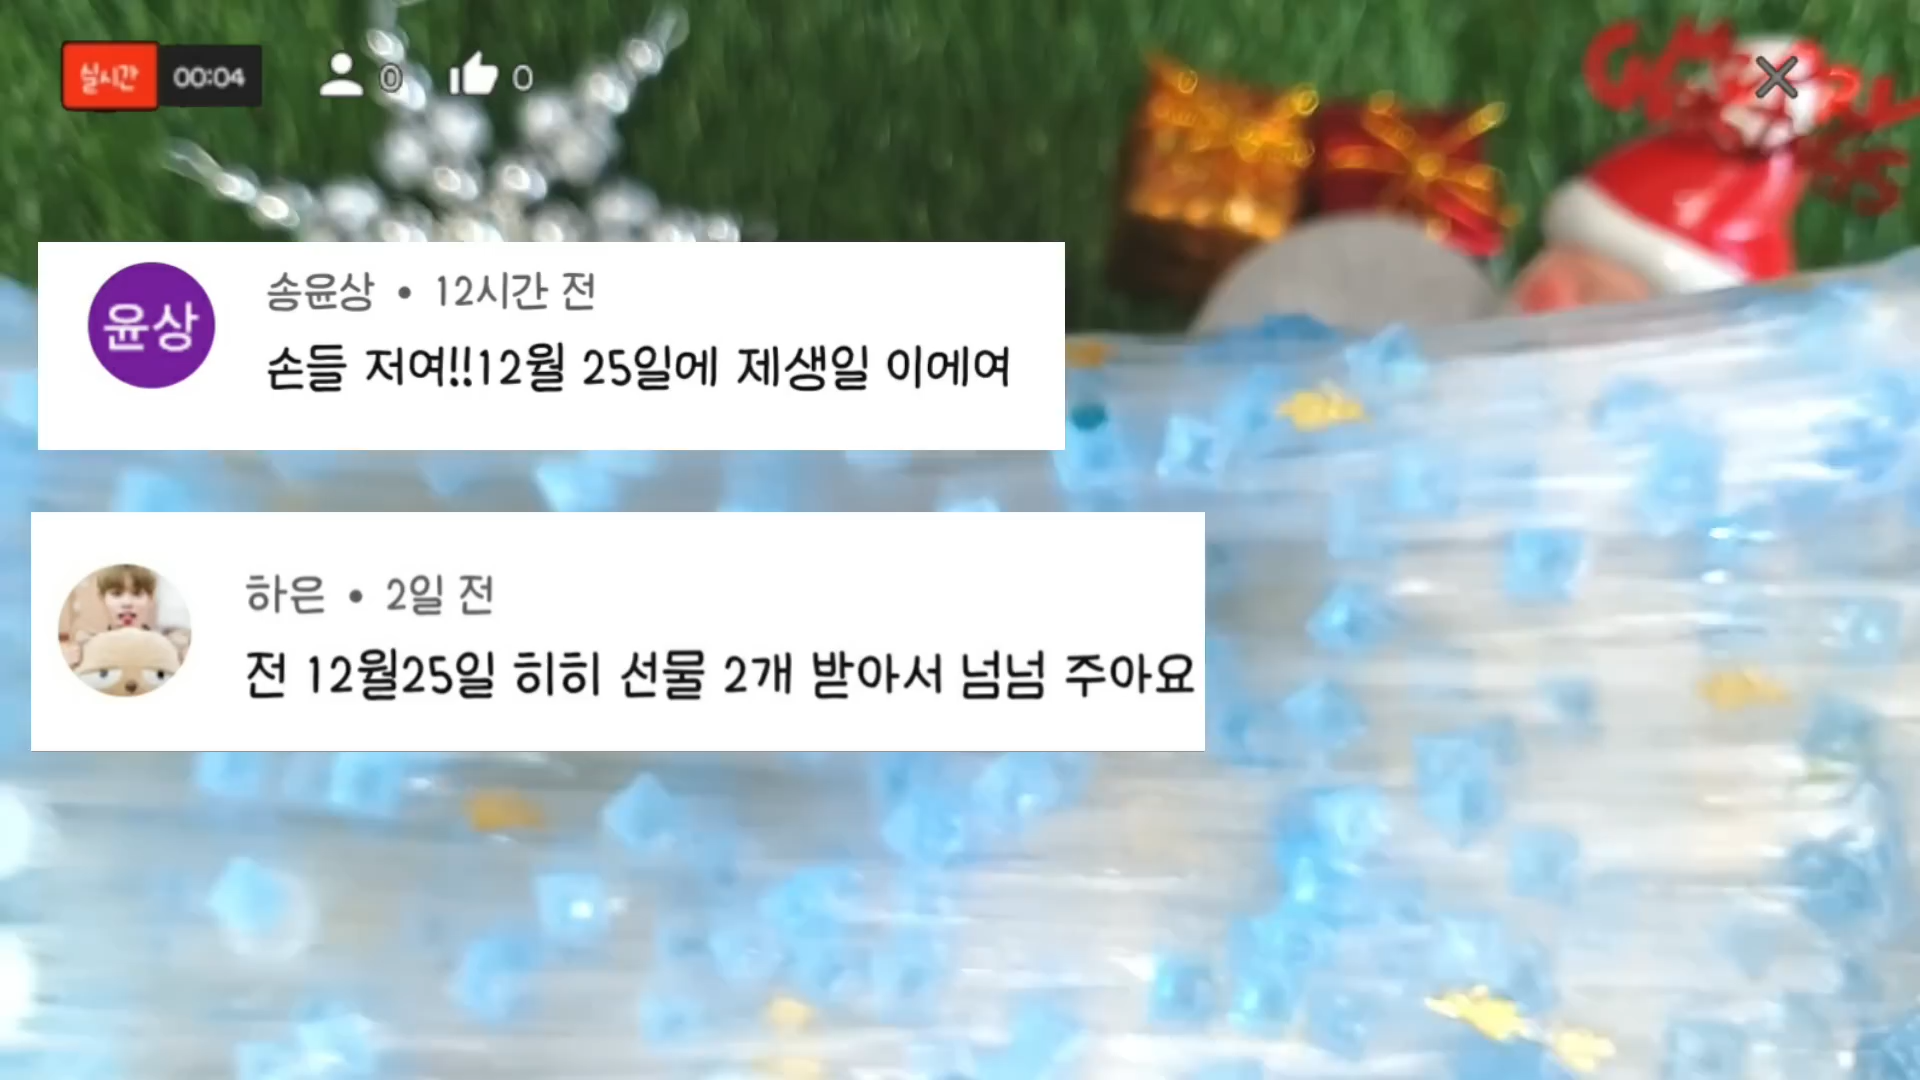 실시간 00:04 0 0
송윤상 • 12시간 전
윤상
손들 저여!!12월 25일에 제생일 이에여
하은 • 2일 전
전 12월25일 히히 선물 2개 받아서 넘넘 주아요